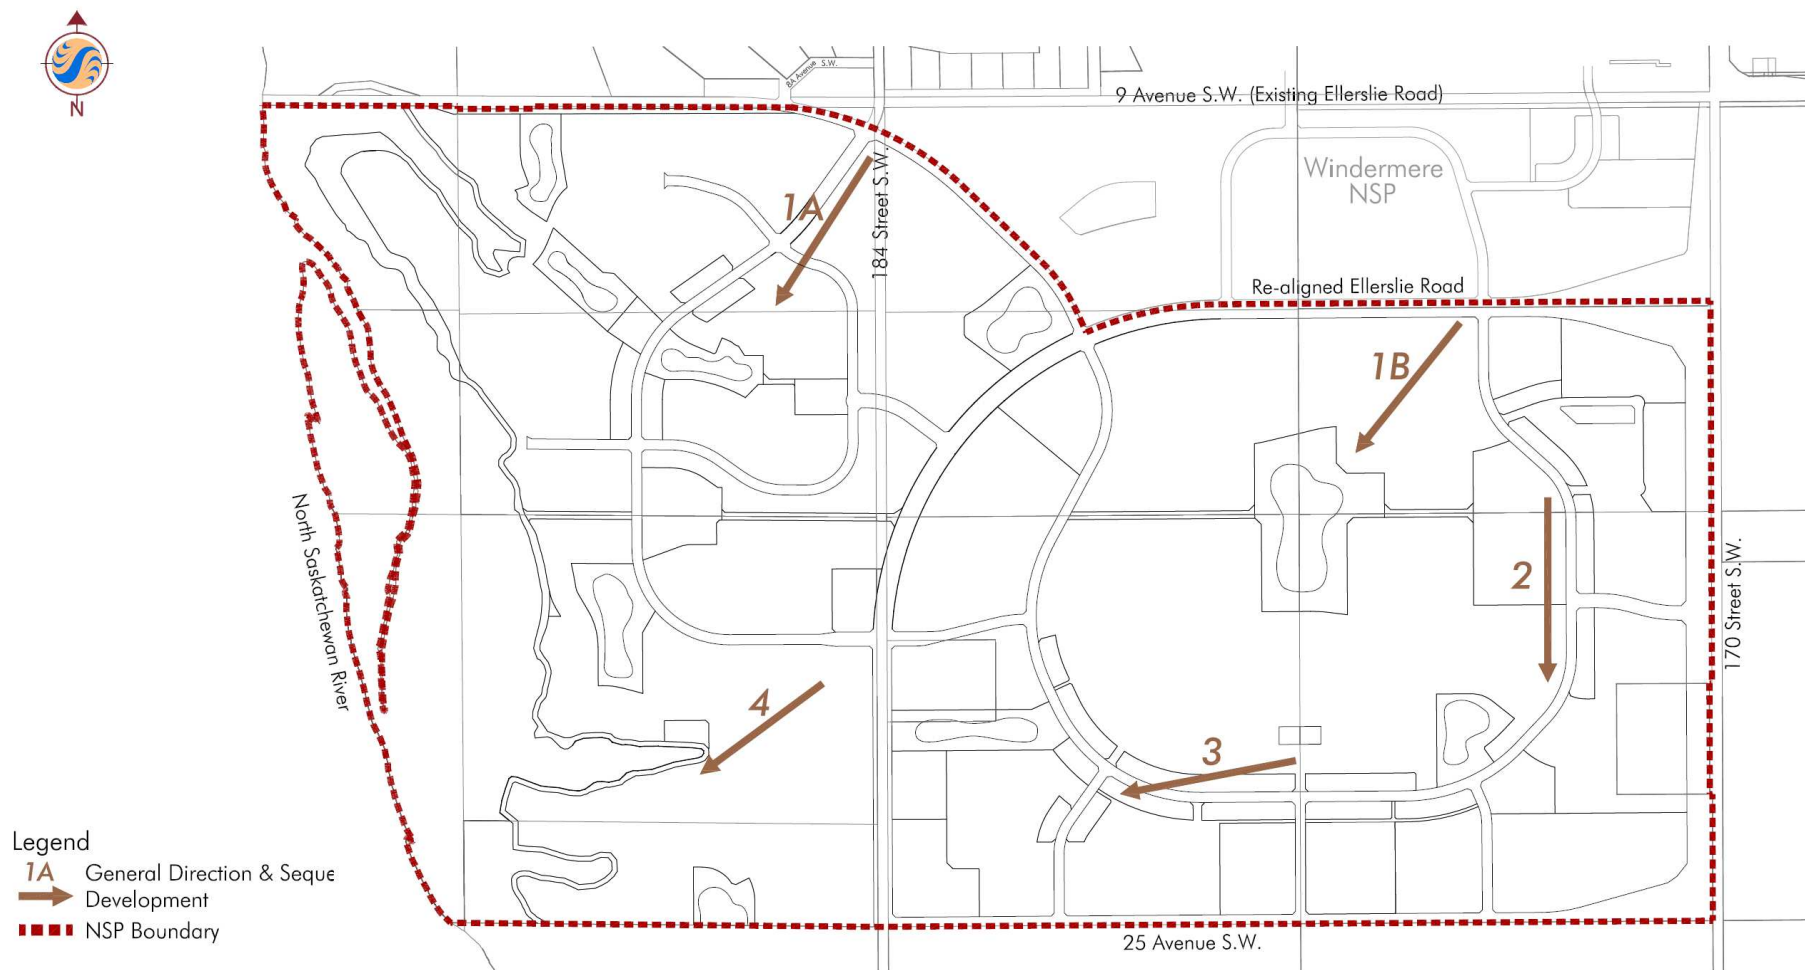 8A Avenue S.W.
9 Avenue S.W. (Existing Ellerslie Road)
N
Windermere
NSP
1A
184 Street S.W.
Re-aligned Ellerslie Road
1B
2
North Saskatchewan River
170 Street S.W.
4
3
Legend
1A General Direction & Seque
Development
NSP Boundary
25 Avenue S.W.